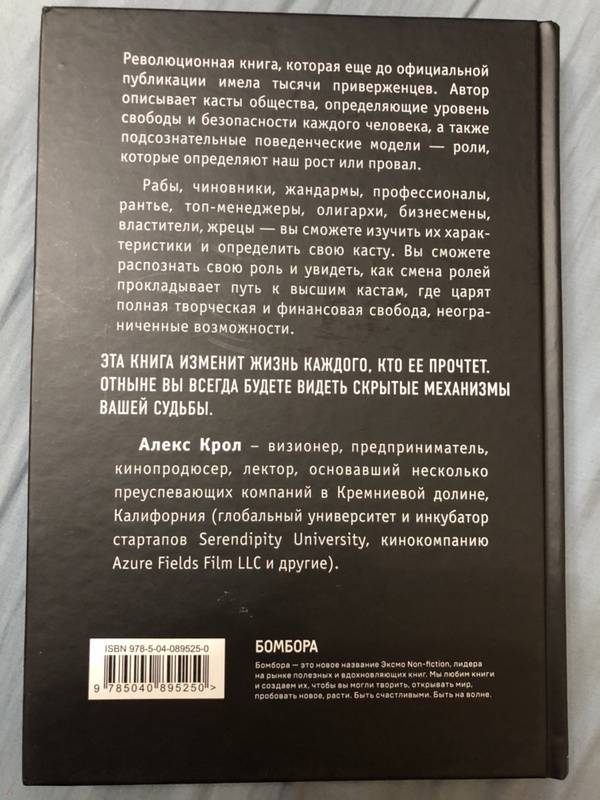 Революционная книга, которая еще до официальной
публикации имела тысячи приверженцев. Автор
описывает касты общества, определяющие уровень
свободы и безопасности каждого человека, а также
подсознательные поведенческие модели — роли,
которые определяют наш рост или провал.
Рабы, чиновники, жандармы, профессионалы,
рантье, топ-менеджеры, олигархи, бизнесмены,
властители, жрецы — вы сможете изучить их харак-
теристики и определить свою касту. Вы сможете
распознать свою роль и увидеть, как смена ролей
прокладывает путь к высшим кастам, где царят
полная творческая и финансовая свобода, неогра-
ниченные возможности.
ЭТА КНИГА ИЗМЕНИТ ЖИЗНЬ КАЖДОГО, КТО ЕЕ ПРОЧТЕТ.
ОТНЫНЕ ВЫ ВСЕГДА БУДЕТЕ ВИДЕТЬ СКРЫТЫЕ МЕХАНИЗМЫ
ВАШЕЙ СУДЬБЫ.
Алекс Крол – визионер, предприниматель,
кинопродюсер, лектор, основавший несколько
преуспевающих компаний в Кремниевой долине,
Калифорния (глобальный университет и инкубатор
стартапов Serendipity University, кинокомпанию
Azure Fields Film LLC и другие).
ISBN 978-5-04-089525-0
9 785040 895250>
БОМБОРА
Бомбора — это новое название Эксмо Non-fiction, лидера
на рынке полезных и вдохновляющих книг. Мы любим книги
и создаем их, чтобы вы могли творить, открывать мир,
пробовать новое, расти. Быть счастливыми. Быть на волне.